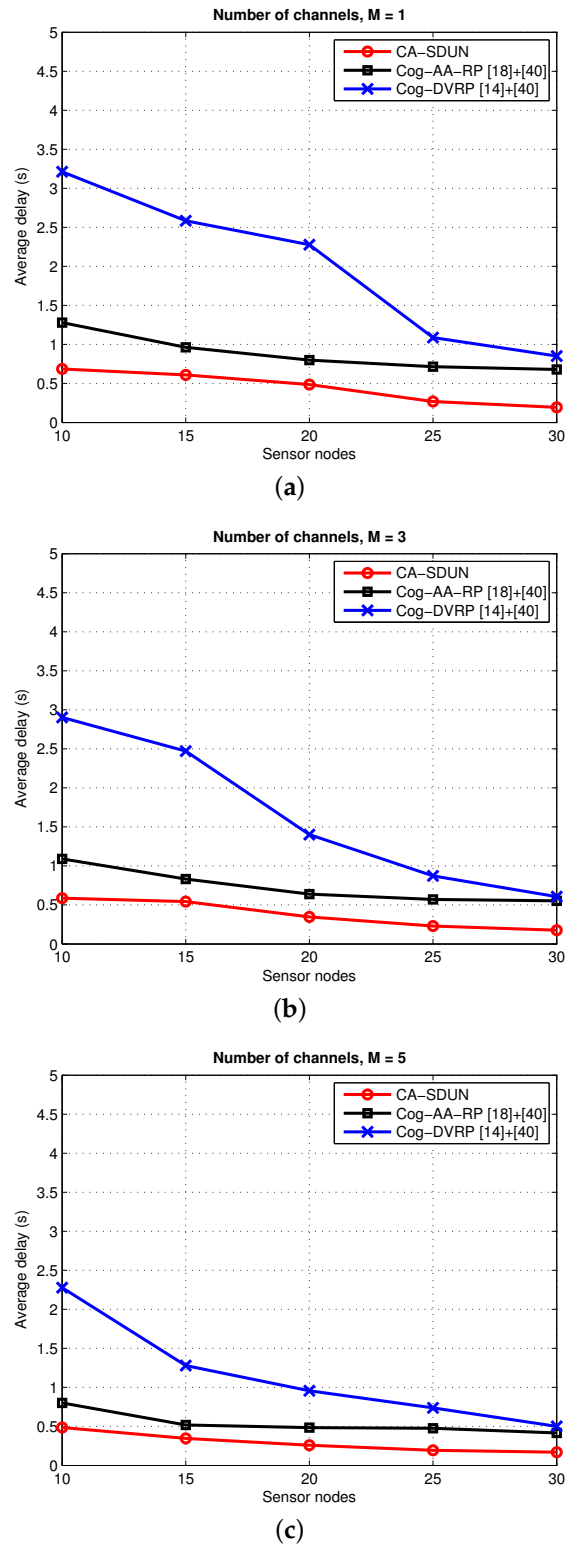 Number of channels, M = 1
5
4.5
4
3.5
3
2.5
2
1.5
1
0.5
0
Average delay (s)
CA−SDUN
Cog−AA−RP [18]+[40]
Cog−DVRP [14]+[40]
10 15 20 25 30
Sensor nodes
(a)
Number of channels, M = 3
5
4.5
4
3.5
3
2.5
2
1.5
1
0.5
0
Average delay (s)
CA−SDUN
Cog−AA−RP [18]+[40]
Cog−DVRP [14]+[40]
10 15 20 25 30
Sensor nodes
(b)
Number of channels, M = 5
5
4.5
4
3.5
3
2.5
2
1.5
1
0.5
0
Average delay (s)
CA−SDUN
Cog−AA−RP [18]+[40]
Cog−DVRP [14]+[40]
10 15 20 25 30
Sensor nodes
(c)